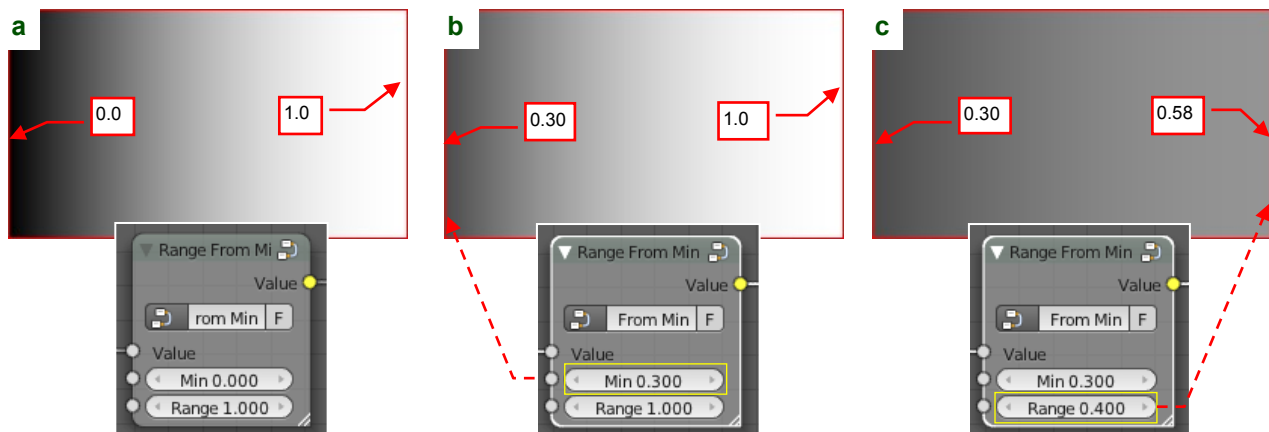 a
0.0
1.0
Range From Mi
Value
rom Min F
Value
Min 0.000
Range 1.000
b
0.30
1.0
Range From Min
Value
From Min F
Value
Min 0.300
Range 1.000
c
0.30
0.58
Range From Min
Value
From Min F
Value
Min 0.300
Range 0.400